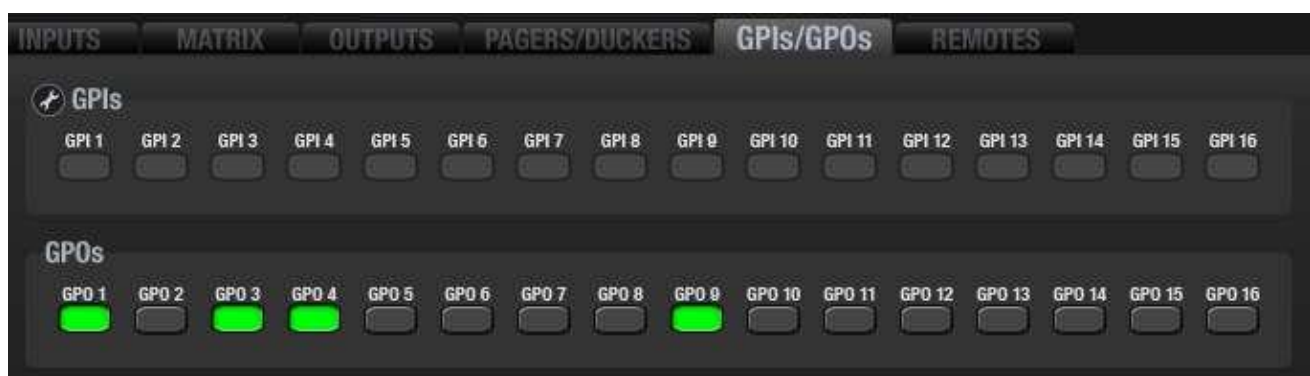 INPUTS MATRIX OUTPUTS PAGERS/DUCKERS GPIs/GPOs REMOTES
GPIs
GPI 1 GPI 2 GPI 3 GPI 4 GPI 5 GPI 6 GPI 7 GPI 8 GPI 9 GPI 10 GPI 11 GPI 12 GPI 13 GPI 14 GPI 15 GPI 16
GPOs
GPO 1 GPO 2 GPO 3 GPO 4 GPO 5 GPO 6 GPO 7 GPO 8 GPO 9 GPO 10 GPO 11 GPO 12 GPO 13 GPO 14 GPO 15 GPO 16